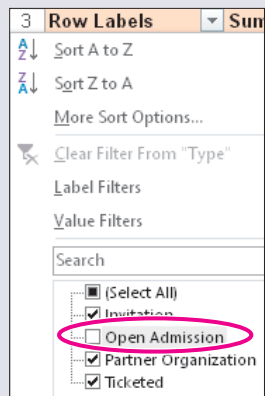 3 Row Labels Sum
Sort A to Z
Sort Z to A
More Sort Options...
Clear Filter From "Type"
Label Filters
Value Filters
Search
(Select All)
Invitation
Open Admission
Partner Organization
Ticketed